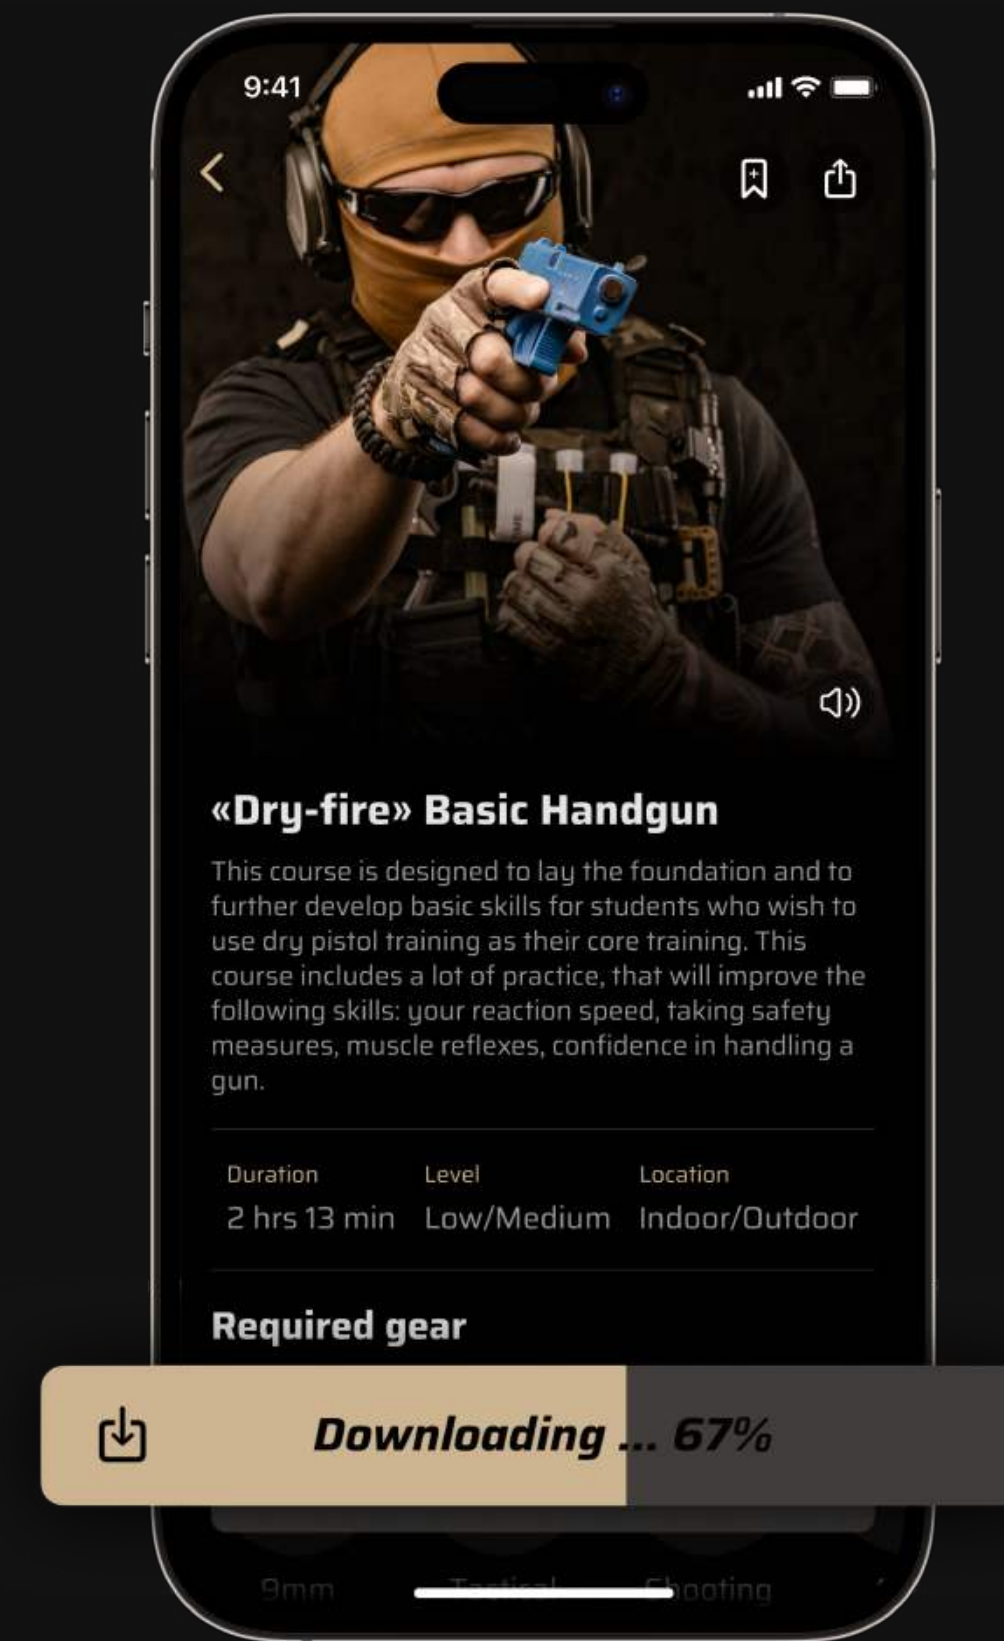 9:41
«Dry-fire» Basic Handgun
This course is designed to lay the foundation and to
further develop basic skills for students who wish to
use dry pistol training as their core training. This
course includes a lot of practice, that will improve the
following skills: your reaction speed, taking safety
measures, muscle reflexes, confidence in handling a
gun.
Duration Level Location
2 hrs 13 min Low/Medium Indoor/Outdoor
Required gear
Downloading ... 67%
9mm Tactical Shooting